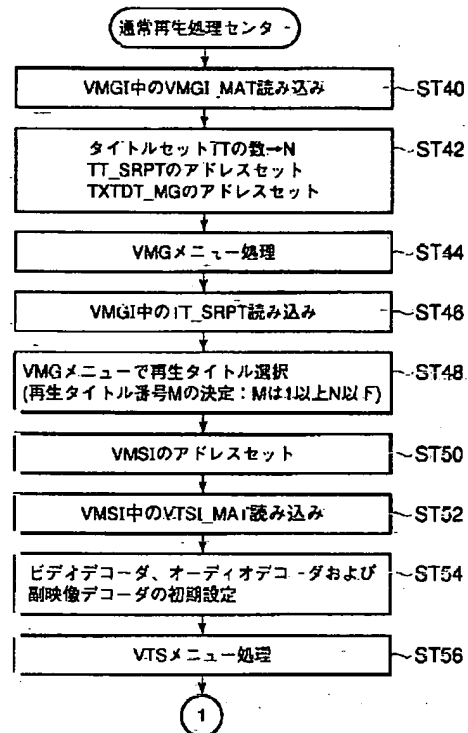 通常再生処理センター
VMGI中のVMGI_MAT読み込み
ST40
タイトルセットTTの数→N
TT_SRPTのアドレスセット
TXTDT_MGのアドレスセット
ST42
VMGメニュー処理
ST44
VMGI中のTT_SRPT読み込み
ST46
VMGメニューで再生タイトル選択
(再生タイトル番号Mの決定：Mは1以上N以下)
ST48
VMSIのアドレスセット
ST50
VMSI中のVTSI_MAT読み込み
ST52
ビデオデコーダ、オーディオデコーダおよび
副映像デコーダの初期設定
ST54
VTSメニュー処理
ST56
1